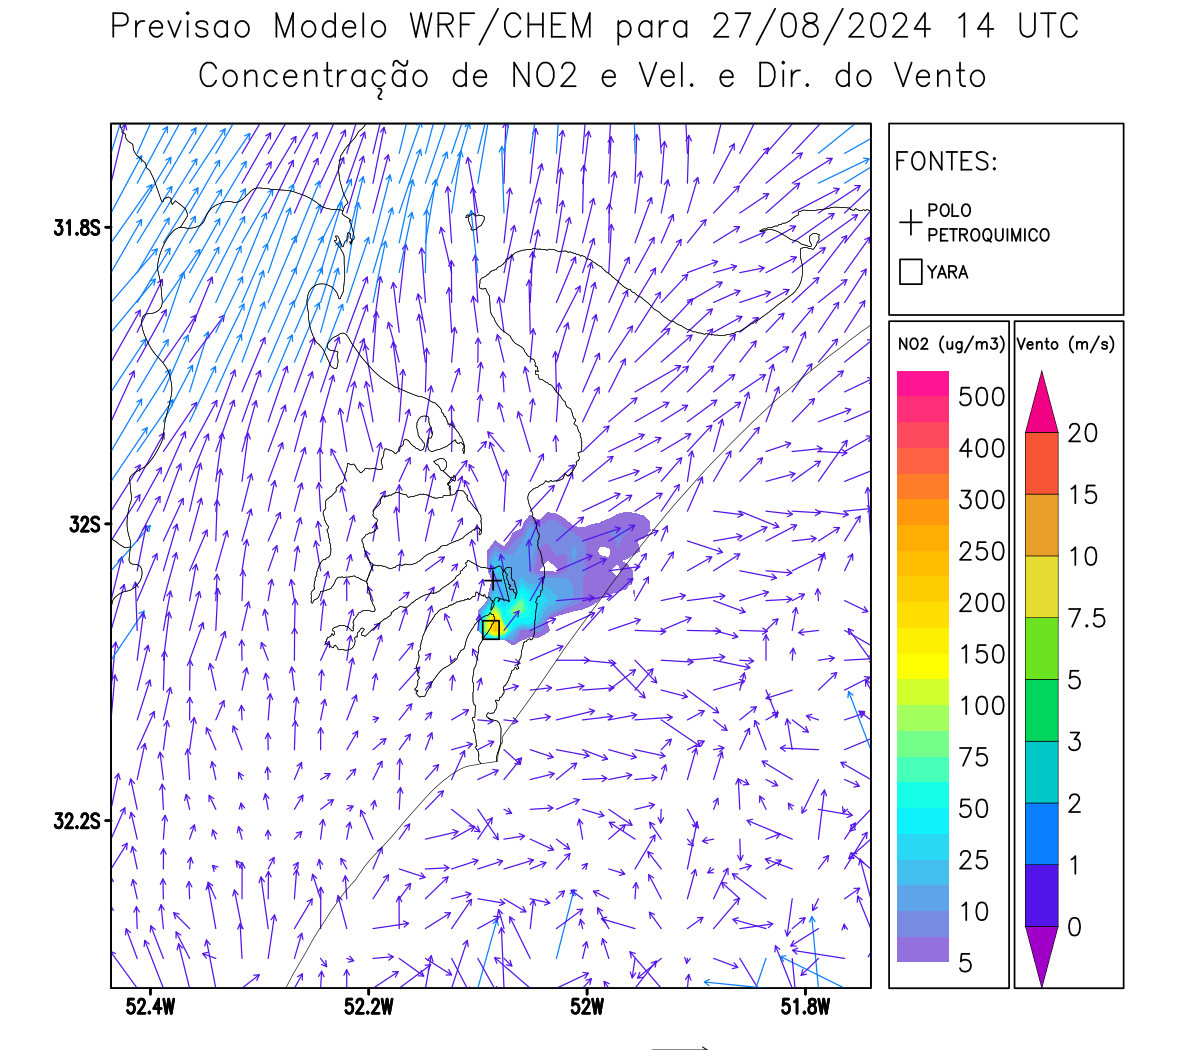 Previsao Modelo WRF/CHEM para 27/08/2024 14 UTC
Concentração de NO2 e Vel. e Dir. do Vento
FONTES:
POLO
PETROQUIMICO
YARA
NO2 (ug/m3)
500
400
300
250
200
150
100
75
50
25
10
5
Vento (m/s)
20
15
10
7.5
5
3
2
1
0
31.8S
32S
32.2S
52.4W
52.2W
52W
51.8W